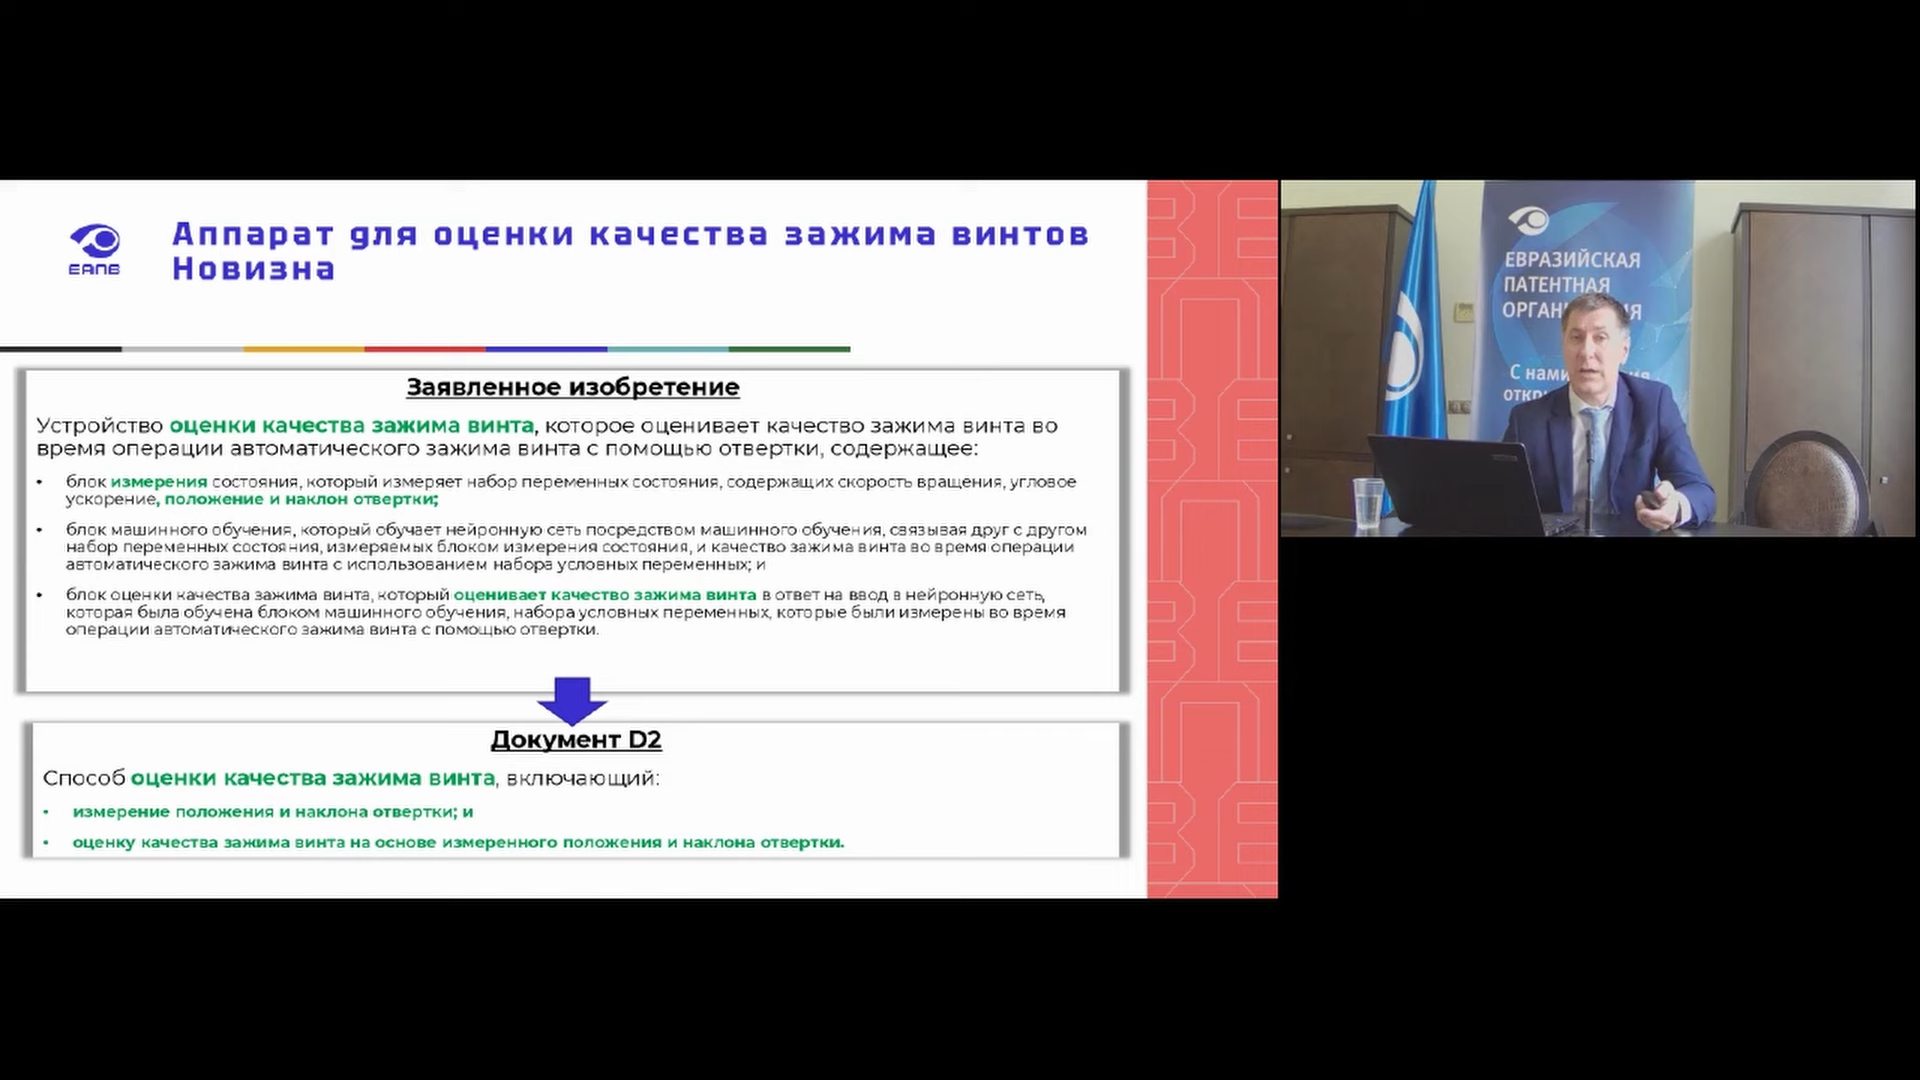 ЕАПВ
Аппарат для оценки качества зажима винтов
Новизна
Заявленное изобретение
Устройство оценки качества зажима винта, которое оценивает качество зажима винта во
время операции автоматического зажима винта с помощью отвертки, содержащее:
• блок измерения состояния, который измеряет набор переменных состояния, содержащих скорость вращения, угловое
ускорение, положение и наклон отвертки;
• блок машинного обучения, который обучает нейронную сеть посредством машинного обучения, связывая друг с другом
набор переменных состояния, измеряемых блоком измерения состояния, и качество зажима винта во время операции
автоматического зажима винта с использованием набора условных переменных; и
• блок оценки качества зажима винта, который оценивает качество зажима винта в ответ на ввод в нейронную сеть,
которая была обучена блоком машинного обучения, набора условных переменных, которые были измерены во время
операции автоматического зажима винта с помощью отвертки.
Документ D2
Способ оценки качества зажима винта, включающий:
• измерение положения и наклона отвертки; и
• оценку качества зажима винта на основе измеренного положения и наклона отвертки.
ЕВРАЗИЙСКАЯ
ПАТЕНТНАЯ
С нами